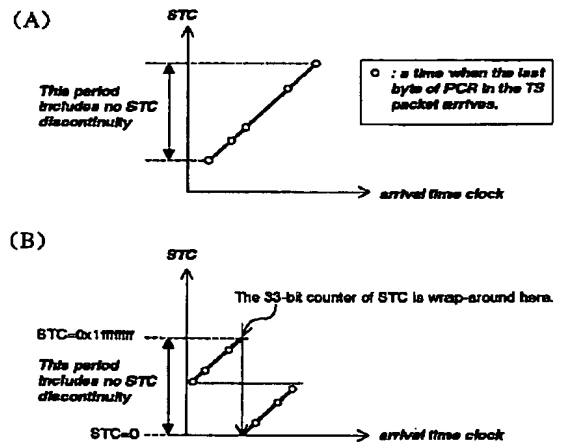 (A)
STC
This period
includes no STC
discontinuity
o : a time when the last
byte of PCR in the TS
packet arrives.
arrival time clock
(B)
STC
The 33-bit counter of STC is wrap-around here.
STC=0x1ffffffff
This period
includes no STC
discontinuity
STC=0
arrival time clock